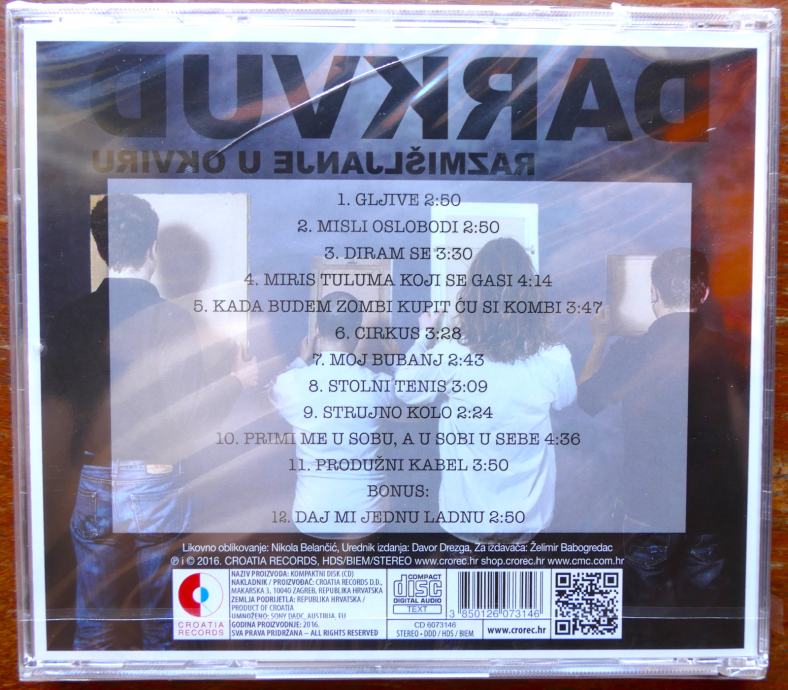 DARKVUD
RAZMIŠLJANJE U OKVIRU
1. GLJIVE 2:50
2. MISLI OSLOBODI 2:50
3. DIRAM SE 3:30
4. MIRIS TULUMA KOJI SE GASI 4:14
5. KADA BUDEM ZOMBI KUPIT ĆU SI KOMBI 3:47
6. CIRKUS 3:28
7. MOJ BUBANJ 2:43
8. STOLNI TENIS 3:09
9. STRUJNO KOLO 2:24
10. PRIMI ME U SOBU, A U SOBI U SEBE 4:36
11. PRODUŽNI KABEL 3:50
BONUS:
12. DAJ MI JEDNU LADNU 2:50
Likovno oblikovanje: Nikola Belančić, Urednik izdanja: Davor Drezga, Za izdavača: Želimir Babogredac
℗ i © 2016. CROATIA RECORDS, HDS/BIEM/STEREO www.crorec.hr shop.crorec.hr www.cmc.com.hr
CROATIA
RECORDS
NAZIV PROIZVODA: KOMPAKTNI DISK (CD)
NAKLADNIK / PROIZVOĐAČ: CROATIA RECORDS D.D.,
MAKARSKA 3, 10040 ZAGREB, REPUBLIKA HRVATSKA
ZEMLJA PODRIJETLA: REPUBLIKA HRVATSKA /
PRODUCT OF CROATIA
UMNOŽENO: SONY DADC, AUSTRIJA, EU
GODINA PROIZVODNJE: 2016.
SVA PRAVA PRIDRŽANA – ALL RIGHTS RESERVED
COMPACT
disc
DIGITAL AUDIO
TEXT
CD 6073146
STEREO • DDD / HDS / BIEM
3 850126 073146
www.crorec.hr